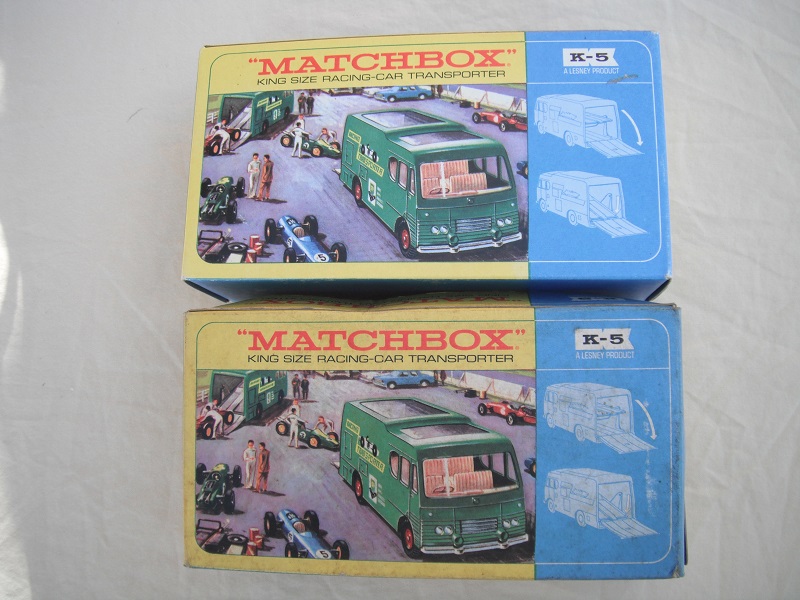 "MATCHBOX"
KING SIZE RACING-CAR TRANSPORTER
K-5
A LESNEY PRODUCT
"MATCHBOX"
KING SIZE RACING-CAR TRANSPORTER
K-5
A LESNEY PRODUCT